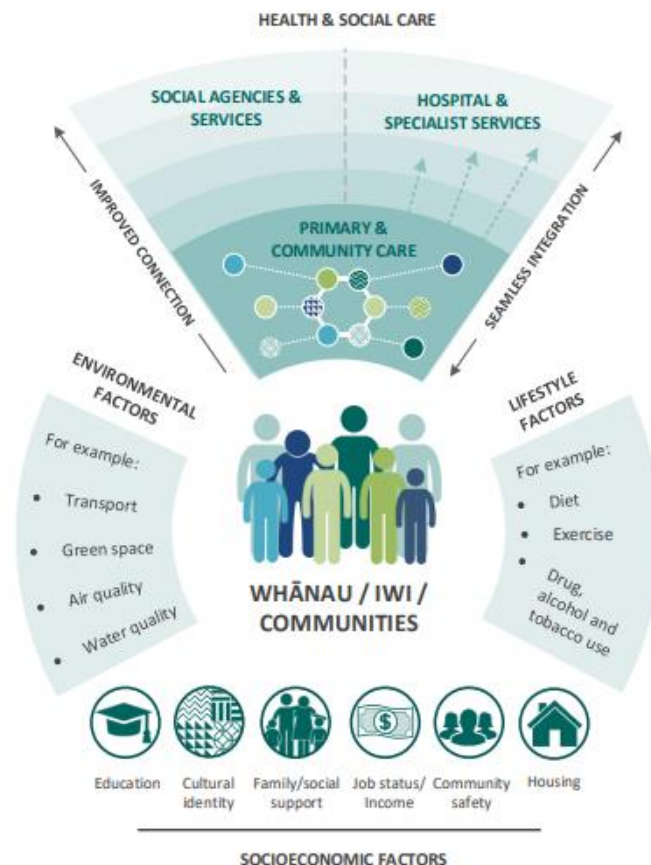 HEALTH & SOCIAL CARE
SOCIAL AGENCIES &
SERVICES
HOSPITAL &
SPECIALIST SERVICES
IMPROVED CONNECTION
SEAMLESS INTEGRATION
PRIMARY &
COMMUNITY CARE
ENVIRONMENTAL
FACTORS
For example:
• Transport
• Green space
• Air quality
• Water quality
LIFESTYLE
FACTORS
For example:
• Diet
• Exercise
• Drug,
alcohol and
tobacco use
WHĀNAU / IWI /
COMMUNITIES
$
Education
Cultural
identity
Family/social
support
Job status/
Income
Community
safety
Housing
SOCIOECONOMIC FACTORS